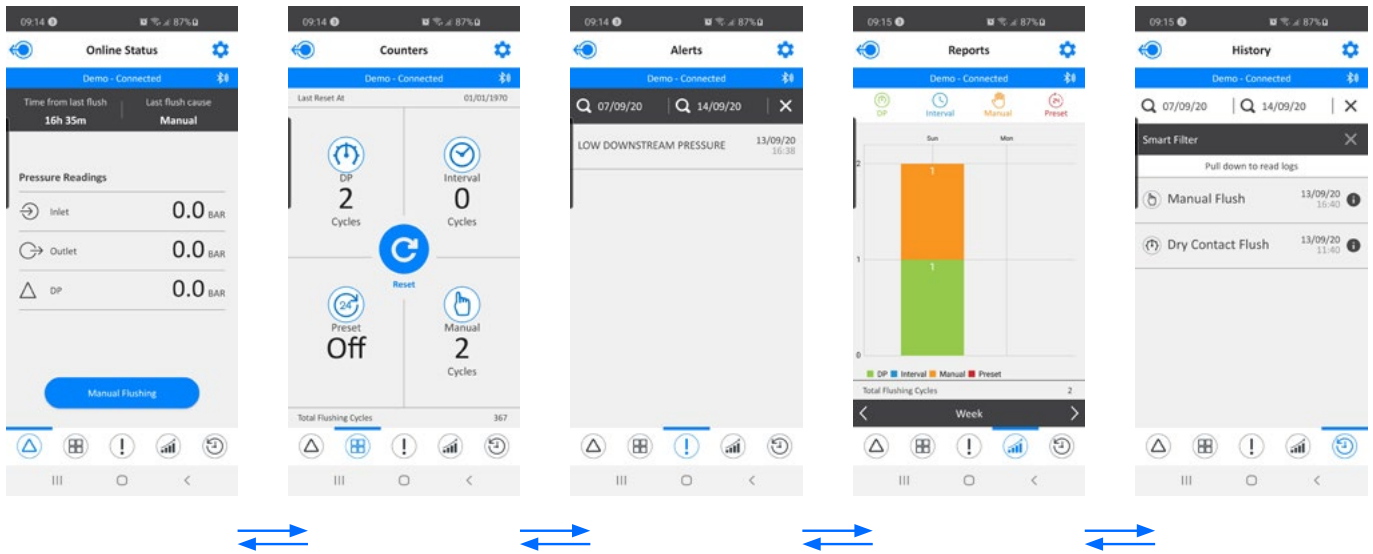 09:14 87%
Online Status
Demo - Connected
Time from last flush Last flush cause
16h 35m Manual
Pressure Readings
Inlet 0.0 BAR
Outlet 0.0 BAR
DP 0.0 BAR
Manual Flushing
09:14 87%
Counters
Demo - Connected
Last Reset At 01/01/1970
DP Interval
2 0
Cycles Cycles
Reset
24
Preset Manual
Off 2
Cycles
Total Flushing Cycles 367
09:14 87%
Alerts
Demo - Connected
07/09/20 14/09/20
LOW DOWNSTREAM PRESSURE 13/09/20
16:38
09:15 87%
Reports
Demo - Connected
DP Interval Manual Preset
Sun Mon
2
1
1
1
0
DP Interval Manual Preset
Total Flushing Cycles 2
Week
09:15 87%
History
Demo - Connected
07/09/20 14/09/20
Smart Filter
Pull down to read logs
Manual Flush 13/09/20
16:40
Dry Contact Flush 13/09/20
11:40